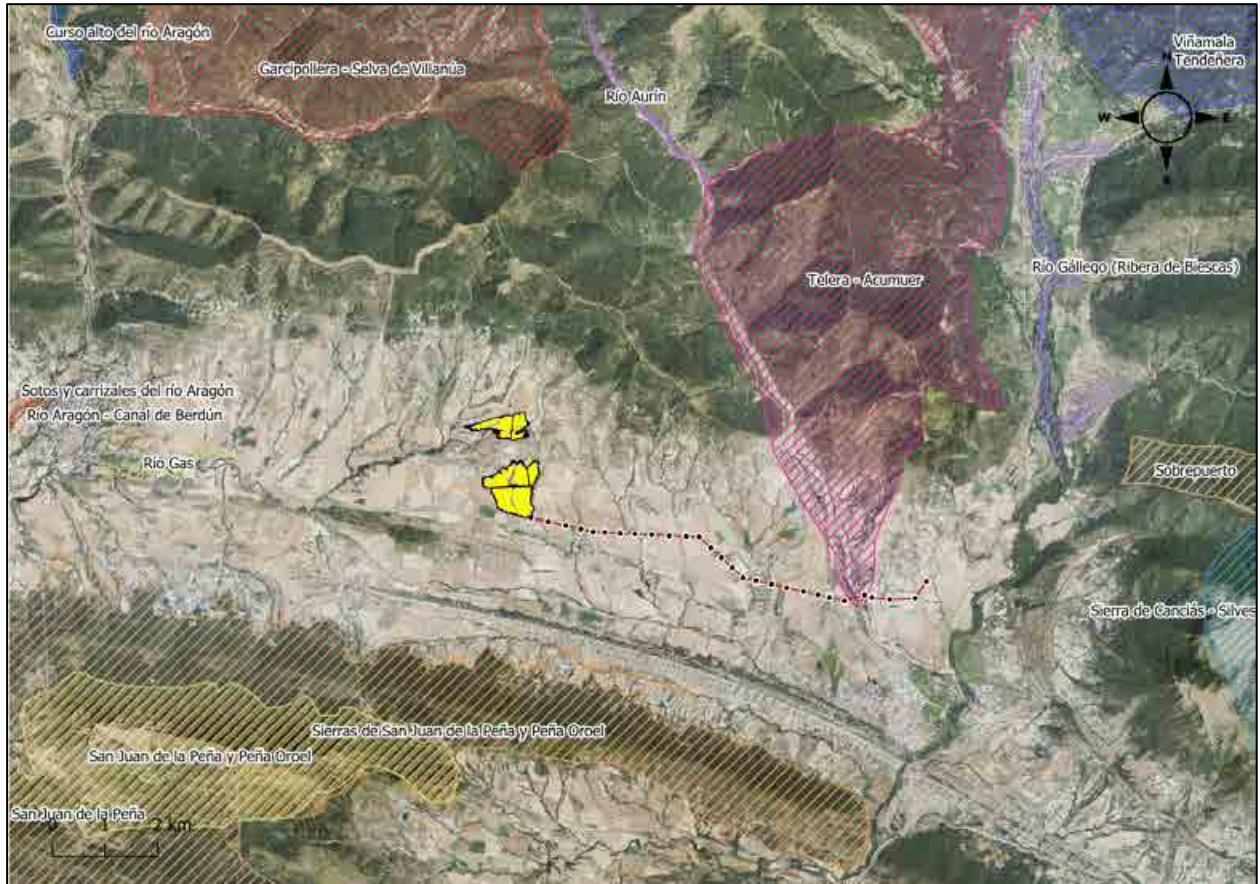 Curso alto del río Aragón
Garcipollera - Selva de Villanúa
Río Aurín
Viñamala
Tendeñera
N
W
E
S
Telera - Acumuer
Río Gállego (Ribera de Biescas)
Sotos y carrizales del río Aragón
Río Aragón - Canal de Berdún
Río Gas
Sobrepuerto
Sierra de Canciás - Silves
Sierras de San Juan de la Peña y Peña Oroel
San Juan de la Peña y Peña Oroel
San Juan de la Peña
0 1 2 km